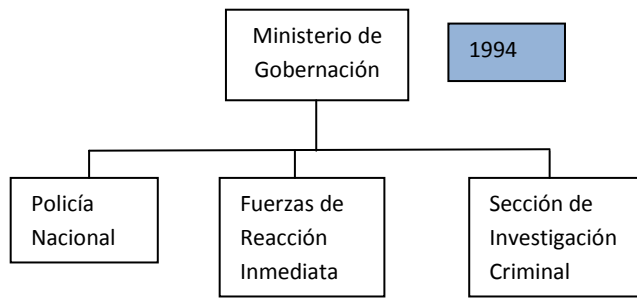 Ministerio de
Gobernación
1994
Policía
Nacional
Fuerzas de
Reacción
Inmediata
Sección de
Investigación
Criminal